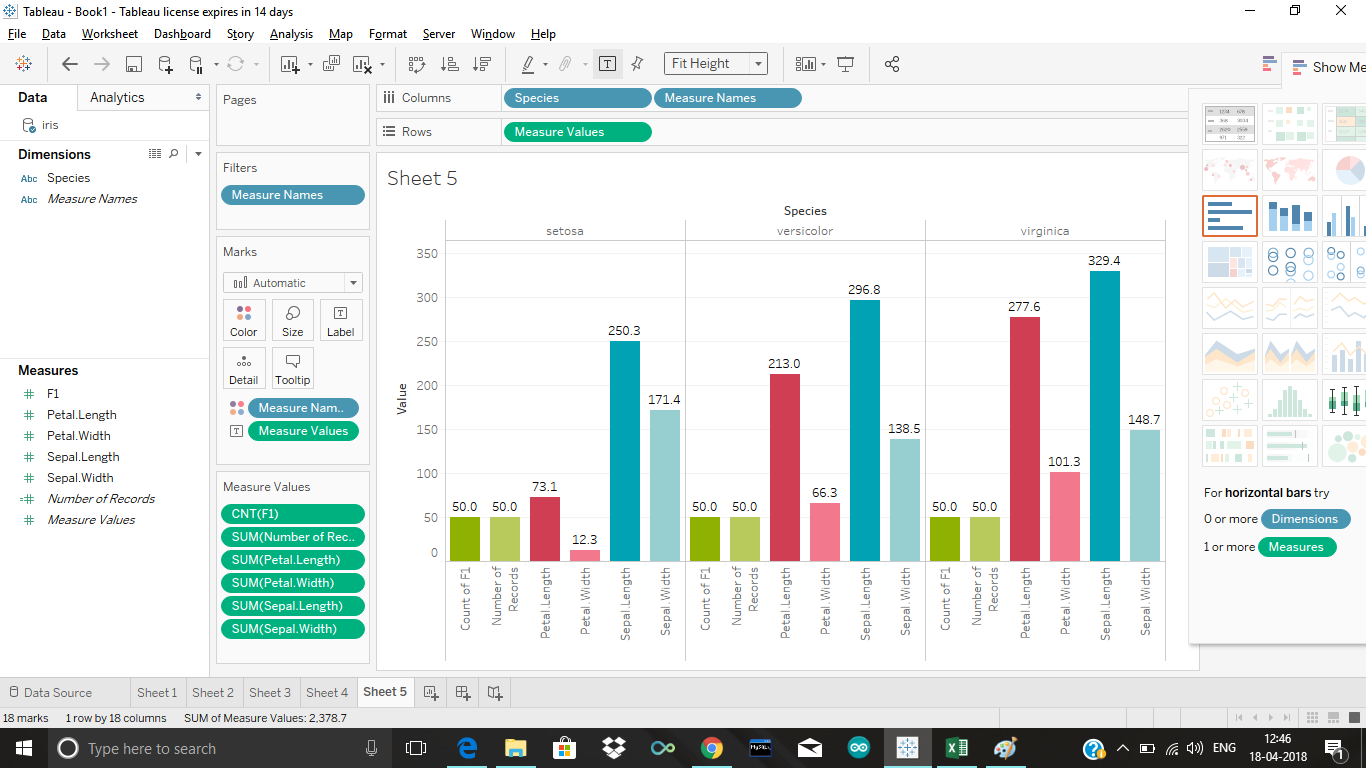 Tableau - Book1 - Tableau license expires in 14 days
File Data Worksheet Dashboard Story Analysis Map Format Server Window Help
Fit Height
Show Me
Data Analytics
iris
Dimensions
Abc Species
Abc Measure Names
Measures
F1
Petal.Length
Petal.Width
Sepal.Length
Sepal.Width
Number of Records
Measure Values
Pages
Filters
Measure Names
Marks
Automatic
Color Size Label
Detail Tooltip
Measure Nam..
Measure Values
Measure Values
CNT(F1)
SUM(Number of Rec..
SUM(Petal.Length)
SUM(Petal.Width)
SUM(Sepal.Length)
SUM(Sepal.Width)
Columns Species Measure Names
Rows Measure Values
Sheet 5
Species
setosa versicolor virginica
Value
350
300
250
200
150
100
50
0
50.0 50.0 73.1 12.3 250.3 171.4
50.0 50.0 213.0 66.3 296.8 138.5
50.0 50.0 277.6 101.3 329.4 148.7
Count of F1
Number of
Records
Petal.Length
Petal.Width
Sepal.Length
Sepal.Width
Count of F1
Number of
Records
Petal.Length
Petal.Width
Sepal.Length
Sepal.Width
Count of F1
Number of
Records
Petal.Length
Petal.Width
Sepal.Length
Sepal.Width
For horizontal bars try
0 or more Dimensions
1 or more Measures
Data Source Sheet 1 Sheet 2 Sheet 3 Sheet 4 Sheet 5
18 marks 1 row by 18 columns SUM of Measure Values: 2,378.7
Type here to search
ENG
12:46
18-04-2018
1